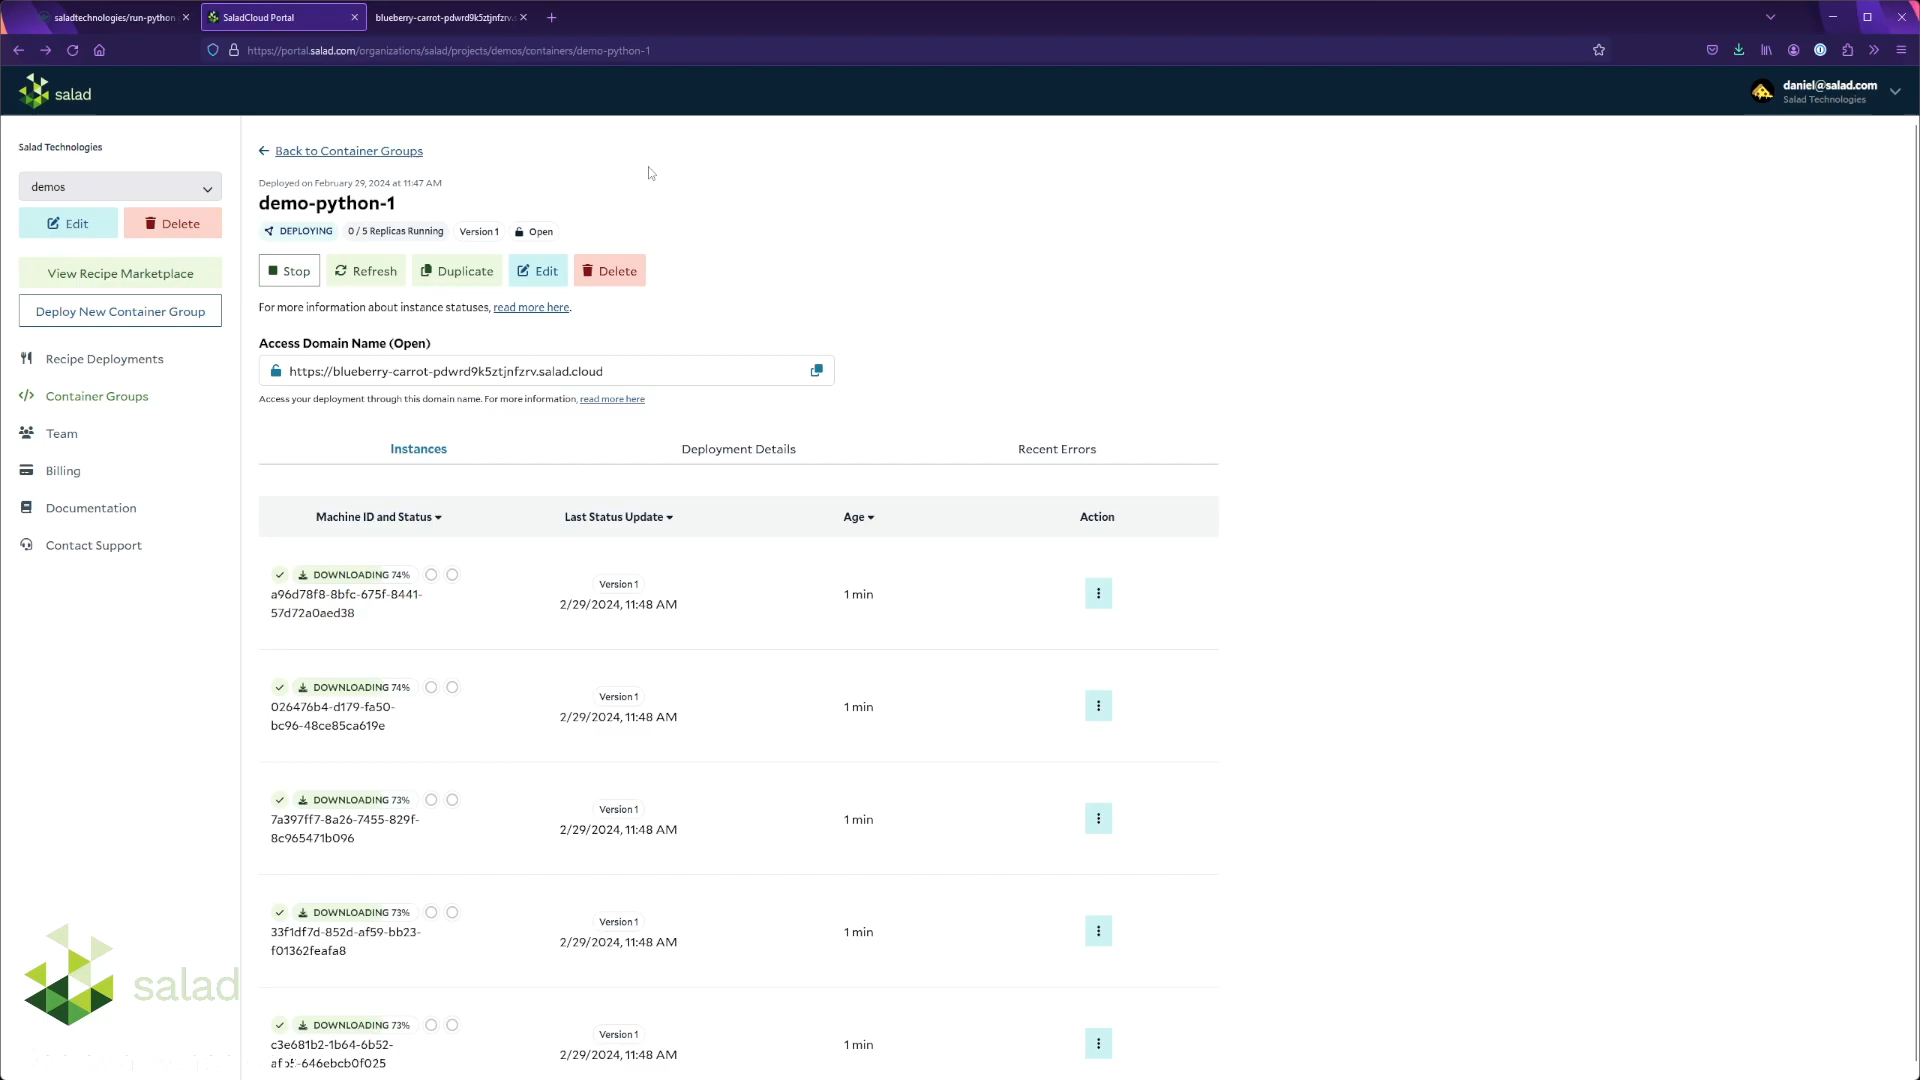 saladtechnologies/run-python
SaladCloud Portal
blueberry-carrot-pdwrd9k5ztjnfzrv.
https://portal.salad.com/organizations/salad/projects/demos/containers/demo-python-1
salad
daniel@salad.com
Salad Technologies
Salad Technologies
demos
Edit
Delete
View Recipe Marketplace
Deploy New Container Group
Recipe Deployments
Container Groups
Team
Billing
Documentation
Contact Support
Back to Container Groups
Deployed on February 29, 2024 at 11:47 AM
demo-python-1
DEPLOYING 0 / 5 Replicas Running Version 1 Open
Stop Refresh Duplicate Edit Delete
For more information about instance statuses, read more here.
Access Domain Name (Open)
https://blueberry-carrot-pdwrd9k5ztjnfzrv.salad.cloud
Access your deployment through this domain name. For more information, read more here
Instances Deployment Details Recent Errors
Machine ID and Status Last Status Update Age Action
DOWNLOADING 74%
a96d78f8-8bfc-675f-8441-
57d72a0aed38
Version 1
2/29/2024, 11:48 AM
1 min
DOWNLOADING 74%
026476b4-d179-fa50-
bc96-48ce85ca619e
Version 1
2/29/2024, 11:48 AM
1 min
DOWNLOADING 73%
7a397ff7-8a26-7455-829f-
8c965471b096
Version 1
2/29/2024, 11:48 AM
1 min
DOWNLOADING 73%
33f1df7d-852d-af59-bb23-
f01362feafa8
Version 1
2/29/2024, 11:48 AM
1 min
DOWNLOADING 73%
c3e681b2-1b64-6b52-
Version 1
2/29/2024, 11:48 AM
1 min
salad